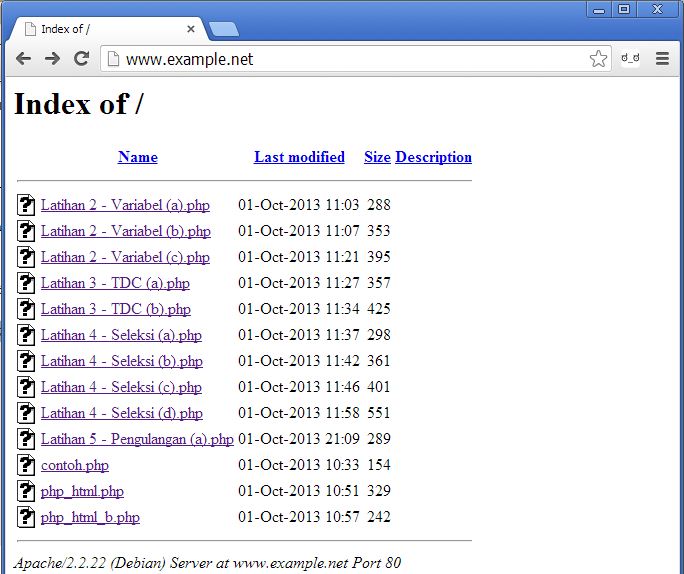 Index of /
www.example.net
ಠ_ಠ
Index of /
Name Last modified Size Description
Latihan 2 - Variabel (a).php 01-Oct-2013 11:03 288
Latihan 2 - Variabel (b).php 01-Oct-2013 11:07 353
Latihan 2 - Variabel (c).php 01-Oct-2013 11:21 395
Latihan 3 - TDC (a).php 01-Oct-2013 11:27 357
Latihan 3 - TDC (b).php 01-Oct-2013 11:34 425
Latihan 4 - Seleksi (a).php 01-Oct-2013 11:37 298
Latihan 4 - Seleksi (b).php 01-Oct-2013 11:42 361
Latihan 4 - Seleksi (c).php 01-Oct-2013 11:46 401
Latihan 4 - Seleksi (d).php 01-Oct-2013 11:58 551
Latihan 5 - Pengulangan (a).php 01-Oct-2013 21:09 289
contoh.php 01-Oct-2013 10:33 154
php_html.php 01-Oct-2013 10:51 329
php_html_b.php 01-Oct-2013 10:57 242
Apache/2.2.22 (Debian) Server at www.example.net Port 80